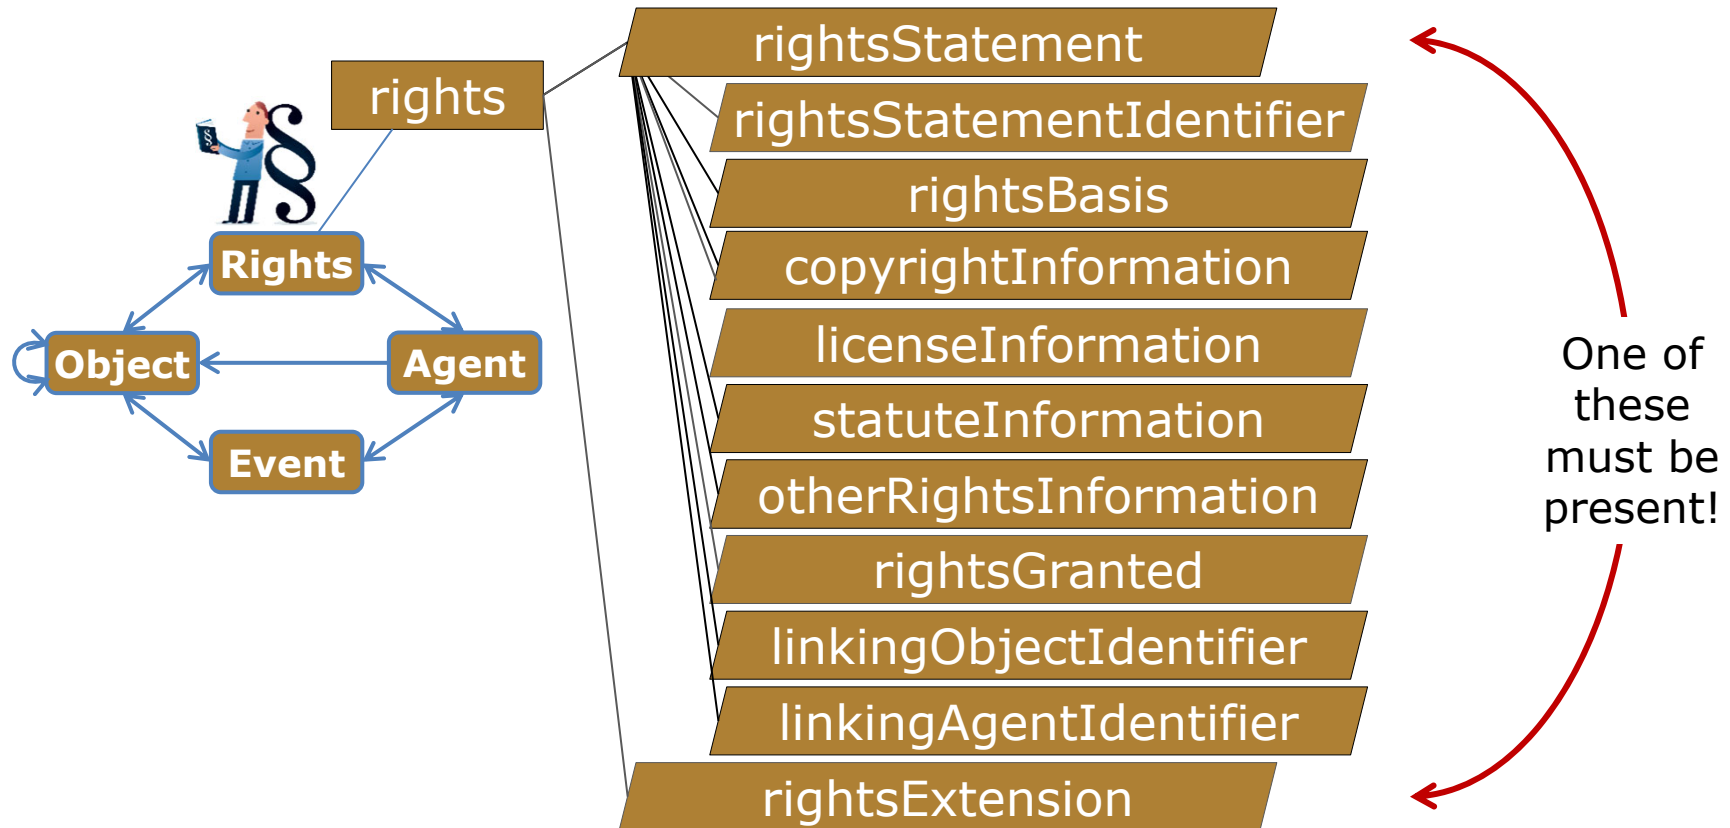 rights
§
Rights
Object
Agent
Event
rightsStatement
rightsStatementIdentifier
rightsBasis
copyrightInformation
licenseInformation
statuteInformation
otherRightsInformation
rightsGranted
linkingObjectIdentifier
linkingAgentIdentifier
rightsExtension
One of
these
must be
present!